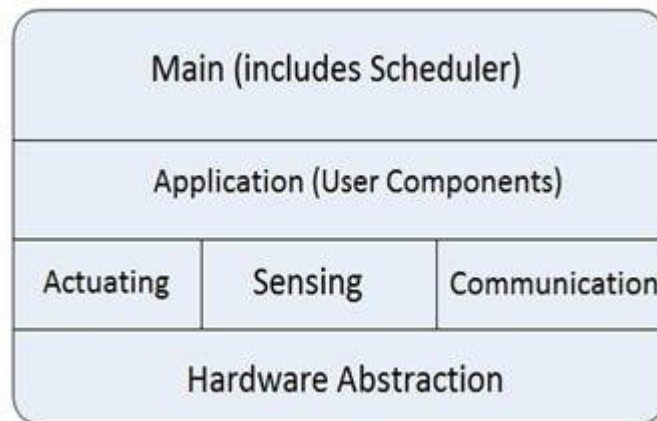 Main (includes Scheduler)
Application (User Components)
Actuating
Sensing
Communication
Hardware Abstraction